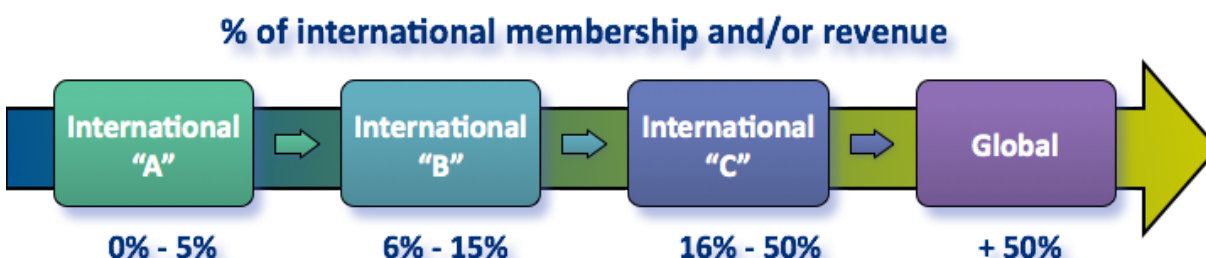 % of international membership and/or revenue
International
“A”
International
“B”
International
“C”
Global
0% - 5%
6% - 15%
16% - 50%
+ 50%